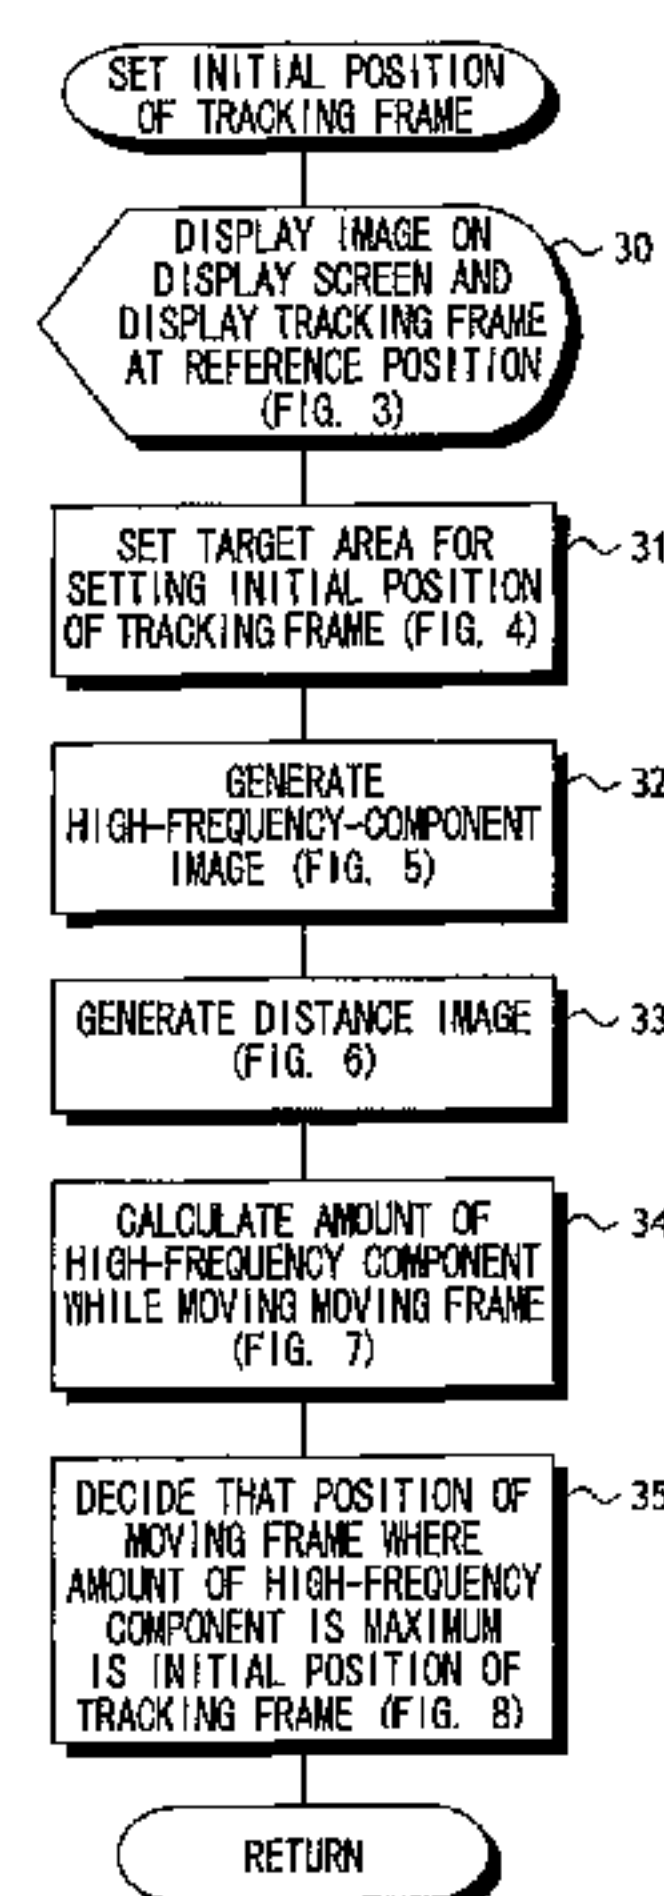 SET INITIAL POSITION
OF TRACKING FRAME
DISPLAY IMAGE ON
DISPLAY SCREEN AND
DISPLAY TRACKING FRAME
AT REFERENCE POSITION
(FIG. 3)
30
SET TARGET AREA FOR
SETTING INITIAL POSITION
OF TRACKING FRAME (FIG. 4)
31
GENERATE
HIGH-FREQUENCY-COMPONENT
IMAGE (FIG. 5)
32
GENERATE DISTANCE IMAGE
(FIG. 6)
33
CALCULATE AMOUNT OF
HIGH-FREQUENCY COMPONENT
WHILE MOVING MOVING FRAME
(FIG. 7)
34
DECIDE THAT POSITION OF
MOVING FRAME WHERE
AMOUNT OF HIGH-FREQUENCY
COMPONENT IS MAXIMUM
IS INITIAL POSITION OF
TRACKING FRAME (FIG. 8)
35
RETURN